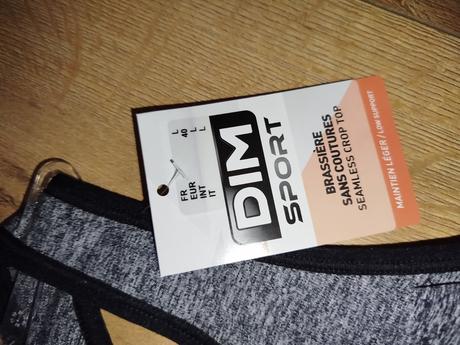 FR L
EUR 40
INT L
IT L
DIM
SPORT
BRASSIÈRE
SANS COUTURES
SEAMLESS CROP TOP
MAINTIEN LÉGER / LOW SUPPORT